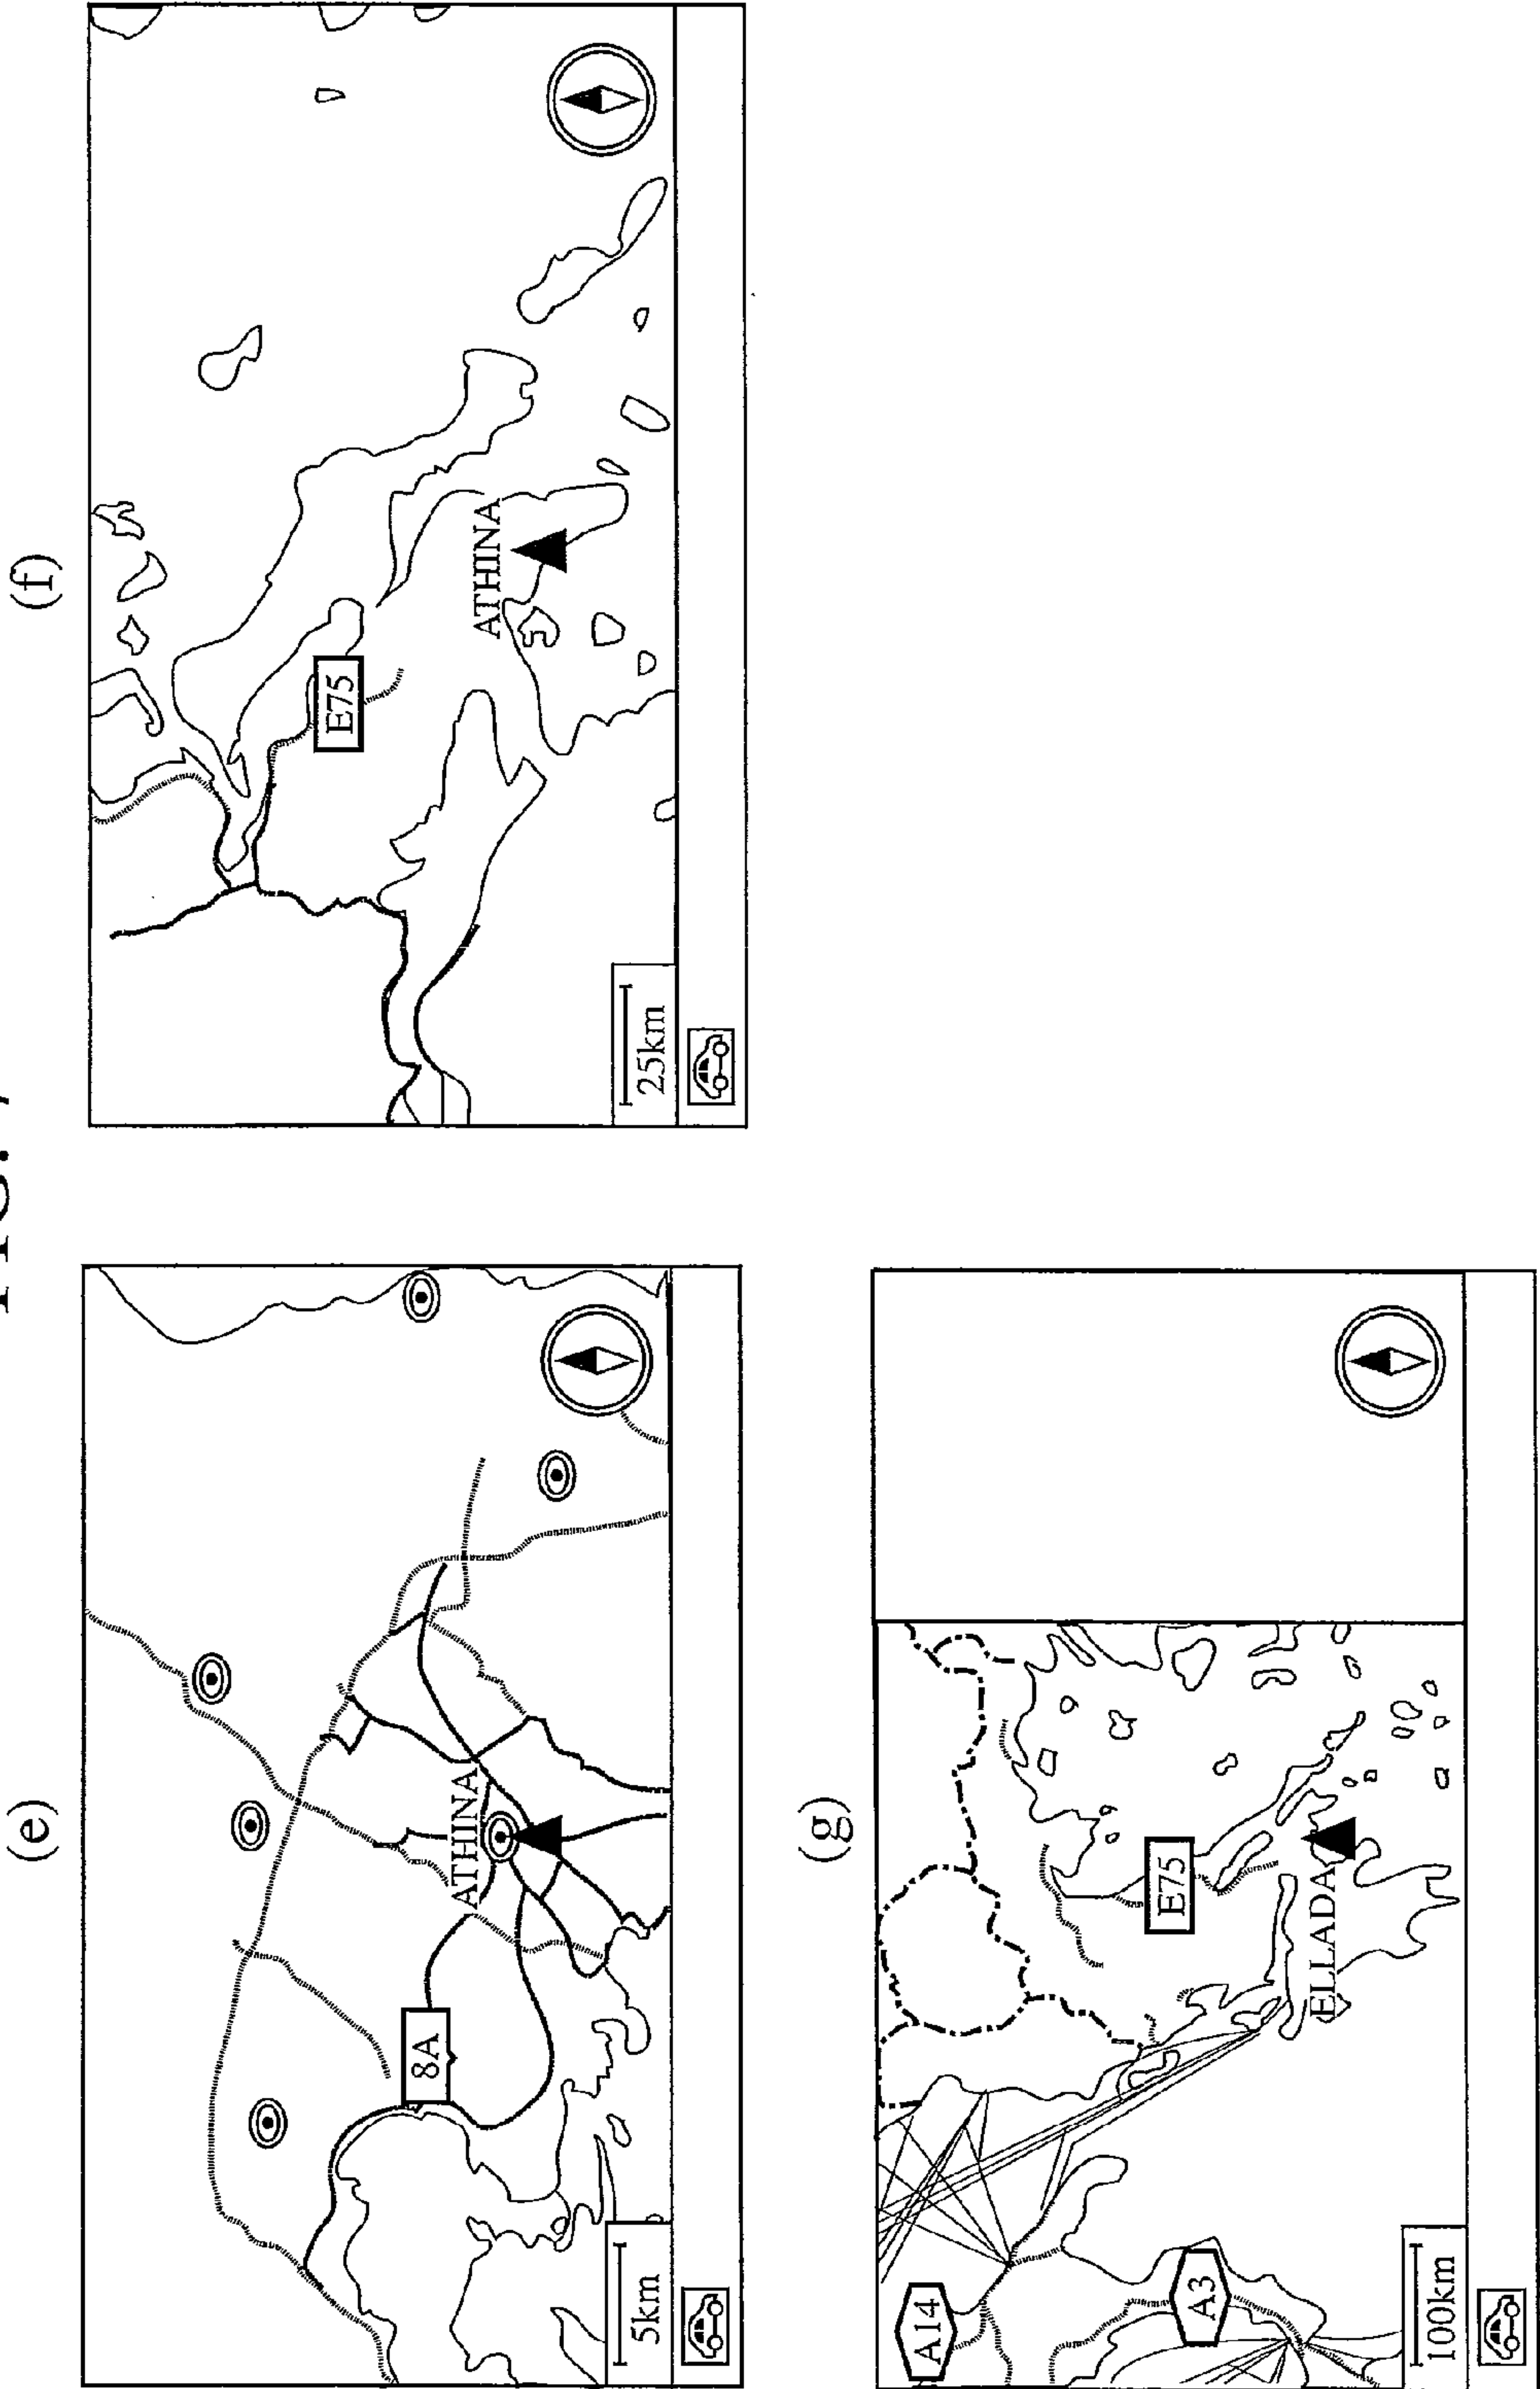 (e)
ATHINA
8A
5km
(f)
ATHINA
E75
25km
(g)
A14
A3
E75
ELLADA
100km